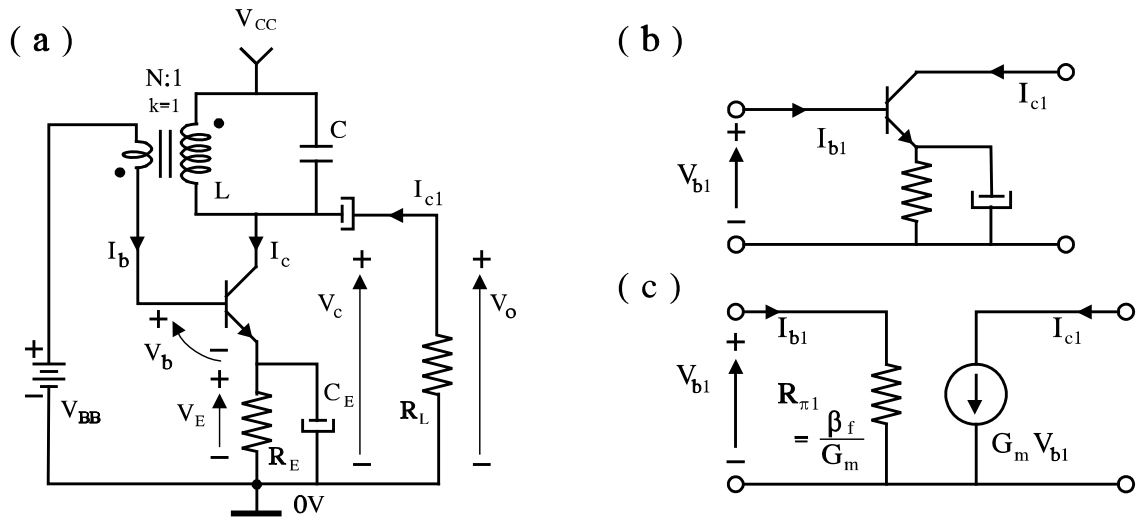 ( a )
V_CC
N:1
k=1
C
L
I_c1
I_b
I_c
+
V_b
−
+
V_c
−
+
V_o
−
+
V_BB
−
+
V_E
−
R_E
C_E
R_L
0V
( b )
I_b1
I_c1
+
V_b1
−
( c )
I_b1
I_c1
+
V_b1
−
R_π1
= β_f
G_m
G_m V_b1